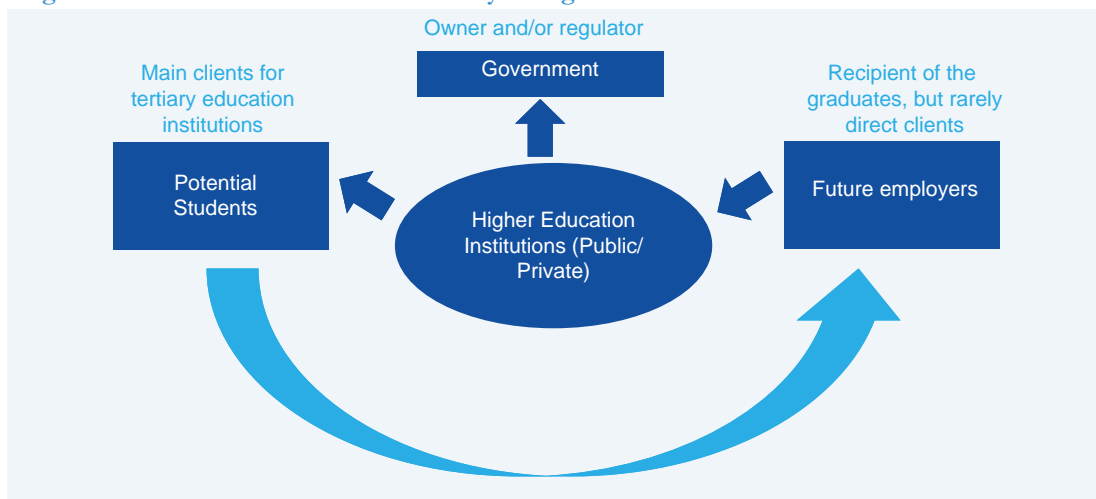 Owner and/or regulator
Government
Main clients for
tertiary education
institutions
Recipient of the
graduates, but rarely
direct clients
Potential
Students
Future employers
Higher Education
Institutions (Public/
Private)